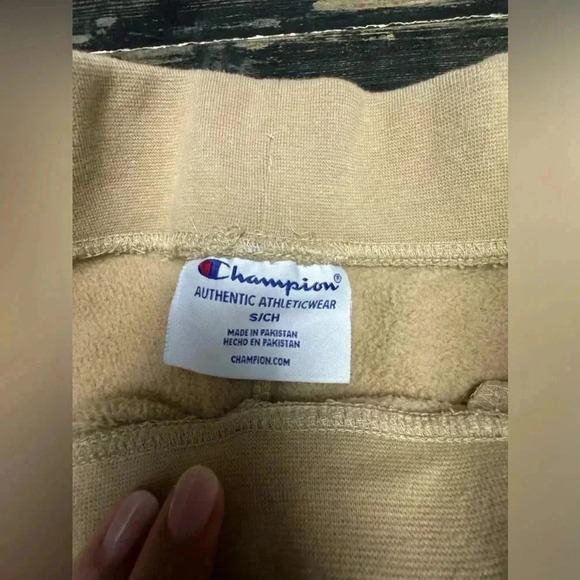 Champion®
AUTHENTIC ATHLETICWEAR
S/CH
MADE IN PAKISTAN
HECHO EN PAKISTAN
CHAMPION.COM